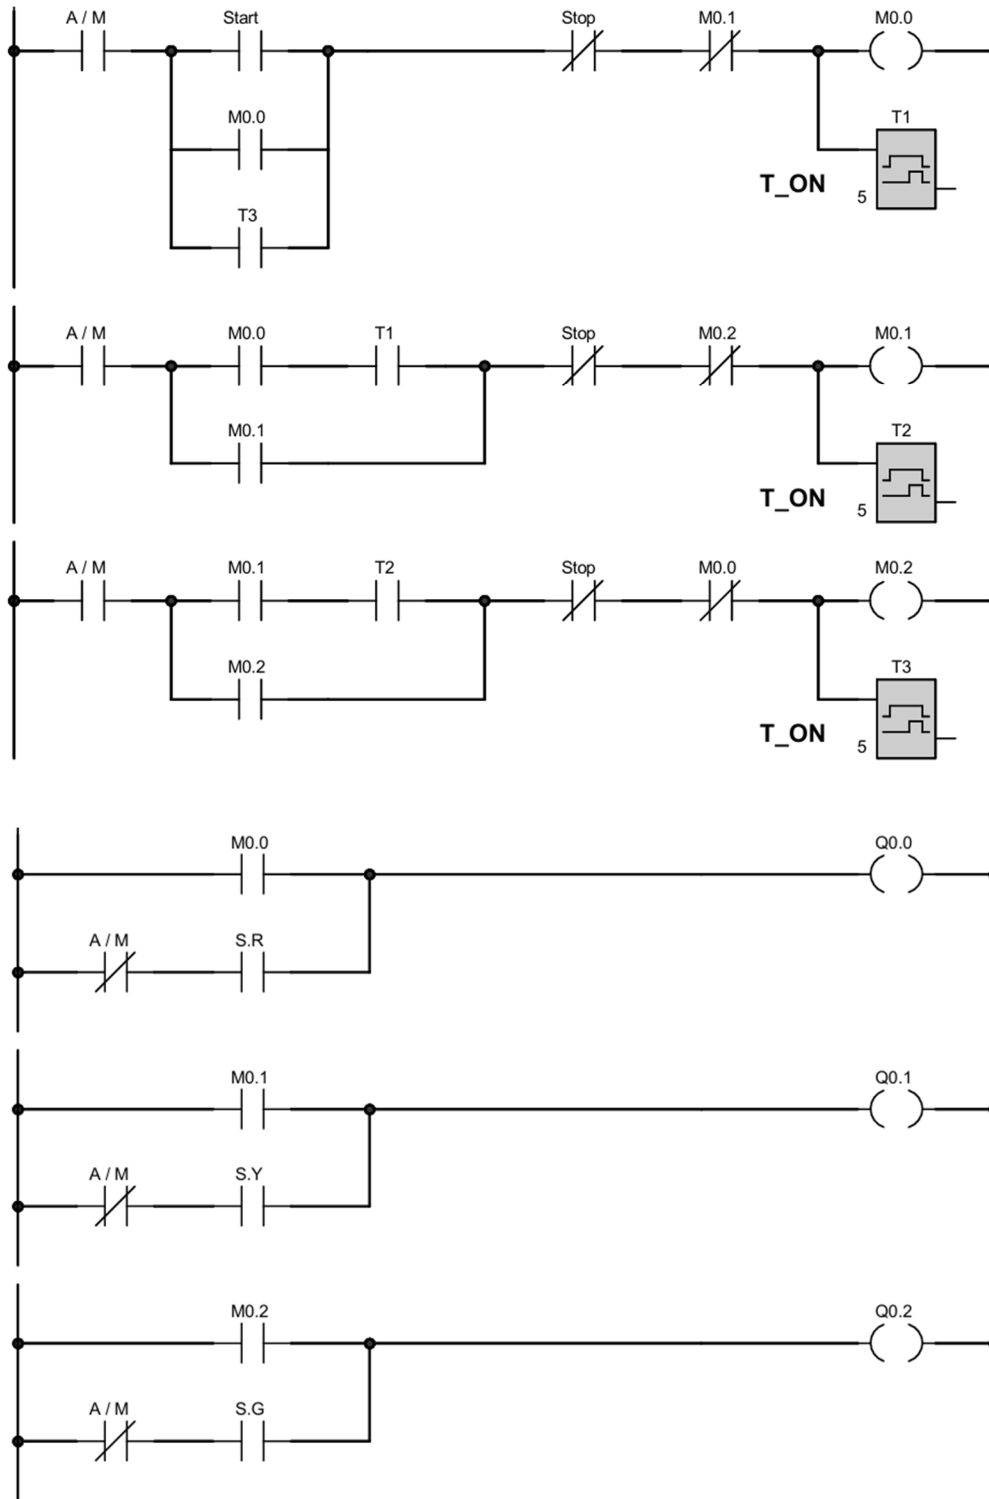 A / M Start Stop M0.1 M0.0
M0.0 T1
T_ON 5
T3
A / M M0.0 T1 Stop M0.2 M0.1
M0.1 T2
T_ON 5
A / M M0.1 T2 Stop M0.0 M0.2
M0.2 T3
T_ON 5
M0.0 Q0.0
A / M S.R
M0.1 Q0.1
A / M S.Y
M0.2 Q0.2
A / M S.G